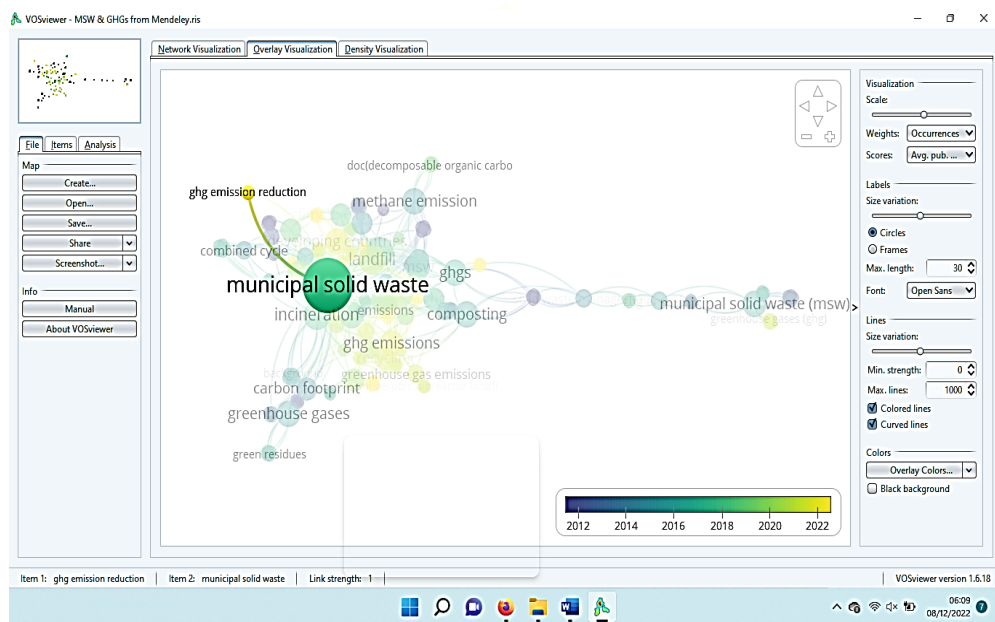 VOSviewer - MSW & GHGs from Mendeley.ris
Network Visualization
Overlay Visualization
Density Visualization
File
Items
Analysis
Map
Create...
Open...
Save...
Share
Screenshot...
Info
Manual
About VOSviewer
doc(decomposable organic carbo
ghg emission reduction
methane emission
developing countries
combined cycle
landfill
msw
ghgs
municipal solid waste
municipal solid waste (msw)
incineration
emissions
composting
greenhouse gases (ghg)
ghg emissions
greenhouse gas emissions
carbon footprint
greenhouse gases
green residues
2012
2014
2016
2018
2020
2022
Visualization
Scale:
Weights:
Occurrences
Scores:
Avg. pub. ...
Labels
Size variation:
Circles
Frames
Max. length:
30
Font:
Open Sans
Lines
Size variation:
Min. strength:
0
Max. lines:
1000
Colored lines
Curved lines
Colors
Overlay Colors...
Black background
Item 1: ghg emission reduction
Item 2: municipal solid waste
Link strength: 1
VOSviewer version 1.6.18
06:09
08/12/2022
7